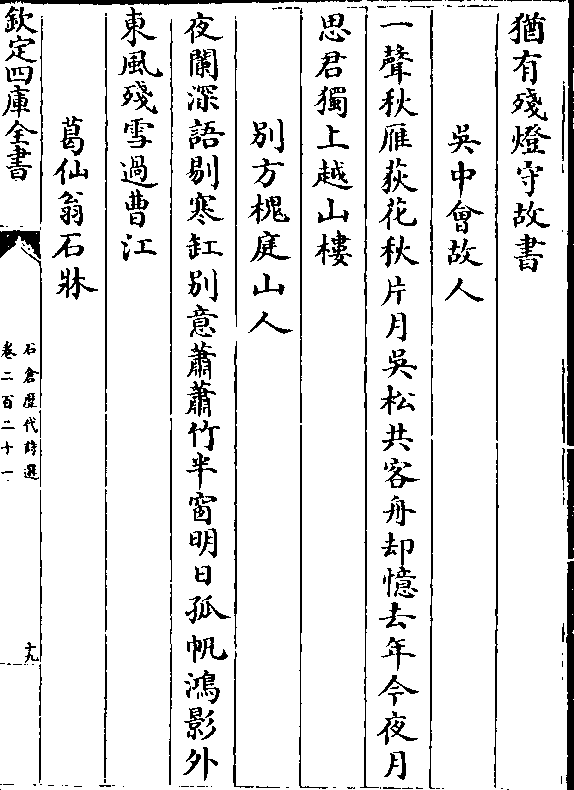 猶有殘燈守故書
吳中會故人
一聲秋雁荻花秋片月吳松共客舟却憶去年今夜月
思君獨上越山樓
別方槐庭山人
夜闌深語剔寒缸別意蕭蕭竹半窗明日孤帆鴻影外
東風殘雪過曹江
葛仙翁石牀
欽定四庫全書
石倉歷代詩選
卷二百二十一
十九